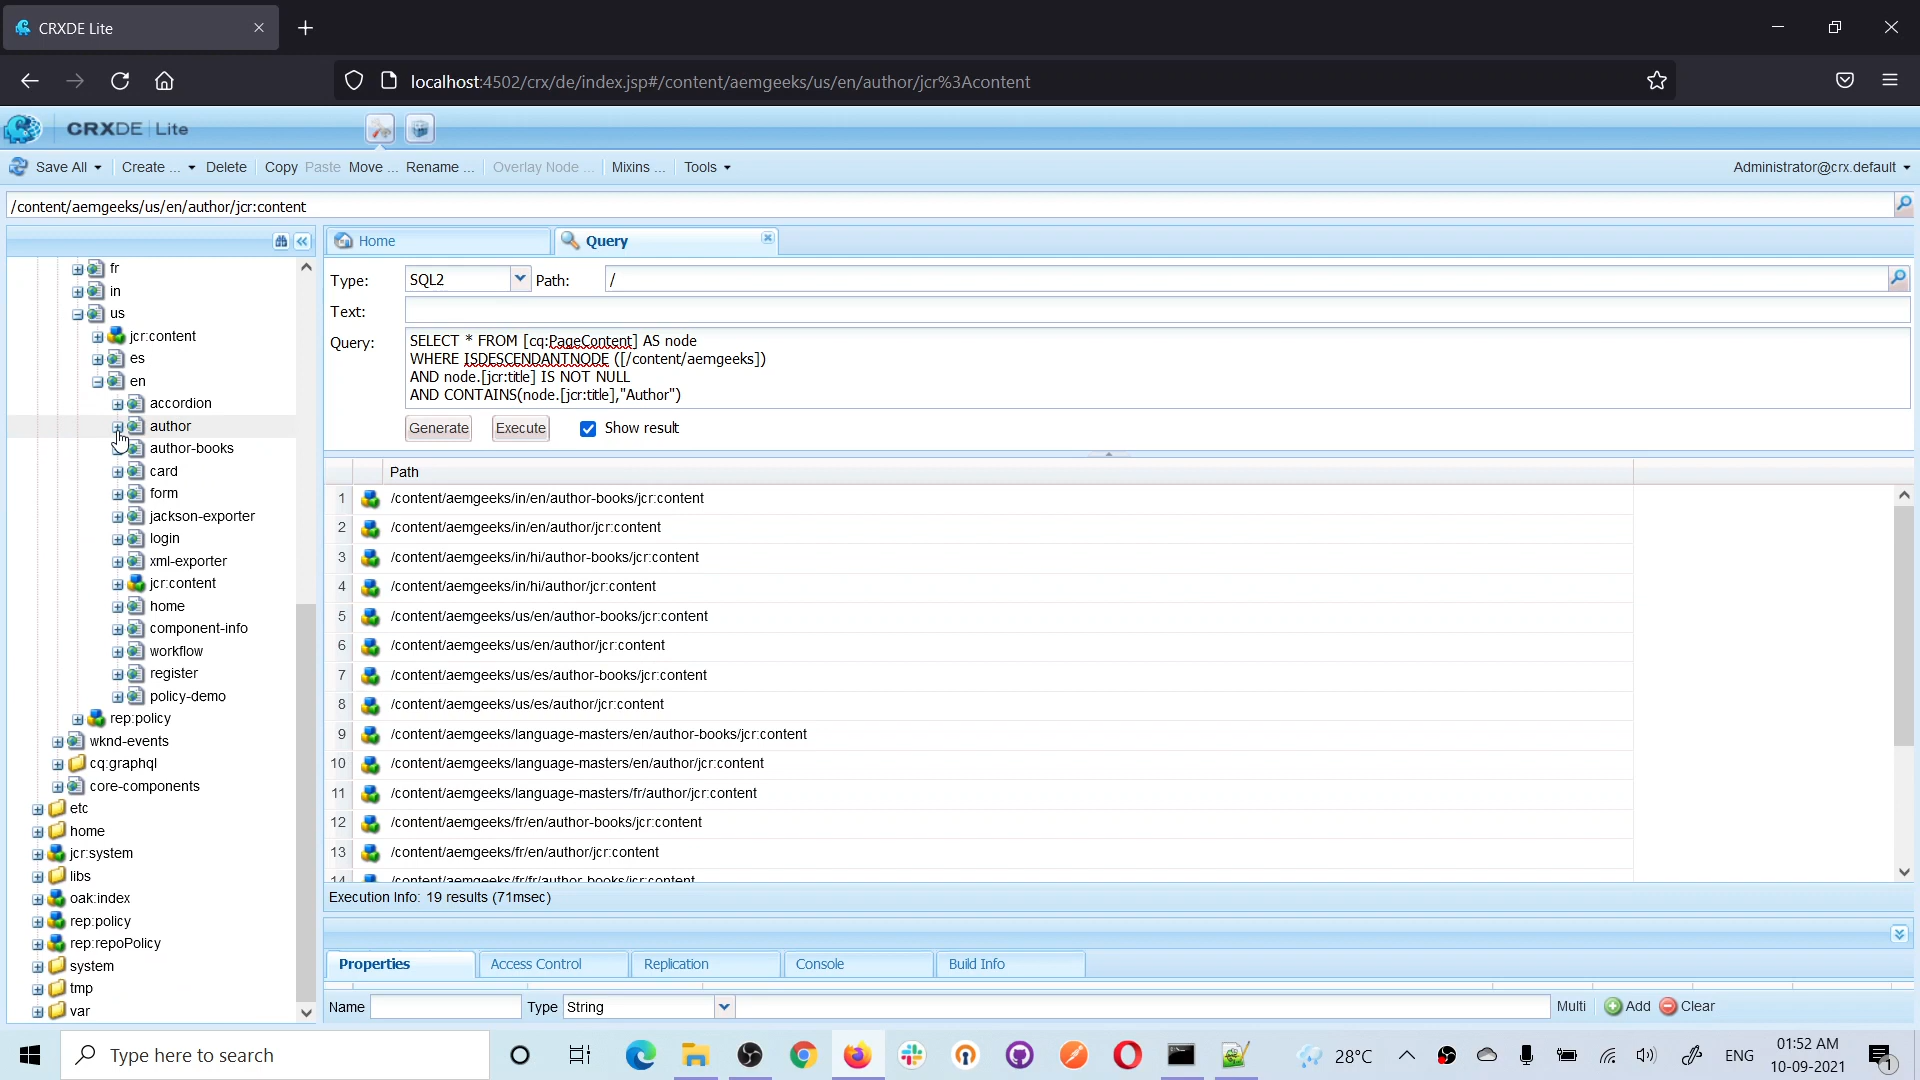 CRXDE Lite
localhost:4502/crx/de/index.jsp#/content/aemgeeks/us/en/author/jcr%3Acontent
CRXDE | Lite
Save All Create ... Delete Copy Paste Move ... Rename ... Overlay Node ... Mixins ... Tools Administrator@crx.default
/content/aemgeeks/us/en/author/jcr:content
fr
in
us
jcr:content
es
en
accordion
author
author-books
card
form
jackson-exporter
login
xml-exporter
jcr:content
home
component-info
workflow
register
policy-demo
rep:policy
wknd-events
cq:graphql
core-components
etc
home
jcr:system
libs
oak:index
rep:policy
rep:repoPolicy
system
tmp
var
Home Query
Type: SQL2 Path: /
Text:
Query: SELECT * FROM [cq:PageContent] AS node
WHERE ISDESCENDANTNODE ([/content/aemgeeks])
AND node.[jcr:title] IS NOT NULL
AND CONTAINS(node.[jcr:title],"Author")
Generate Execute Show result
Path
1 /content/aemgeeks/in/en/author-books/jcr:content
2 /content/aemgeeks/in/en/author/jcr:content
3 /content/aemgeeks/in/hi/author-books/jcr:content
4 /content/aemgeeks/in/hi/author/jcr:content
5 /content/aemgeeks/us/en/author-books/jcr:content
6 /content/aemgeeks/us/en/author/jcr:content
7 /content/aemgeeks/us/es/author-books/jcr:content
8 /content/aemgeeks/us/es/author/jcr:content
9 /content/aemgeeks/language-masters/en/author-books/jcr:content
10 /content/aemgeeks/language-masters/en/author/jcr:content
11 /content/aemgeeks/language-masters/fr/author/jcr:content
12 /content/aemgeeks/fr/en/author-books/jcr:content
13 /content/aemgeeks/fr/en/author/jcr:content
14 /content/aemgeeks/fr/fr/author-books/jcr:content
Execution Info: 19 results (71msec)
Properties Access Control Replication Console Build Info
Name Type String Multi Add Clear
Type here to search
28°C ENG 01:52 AM
10-09-2021
1